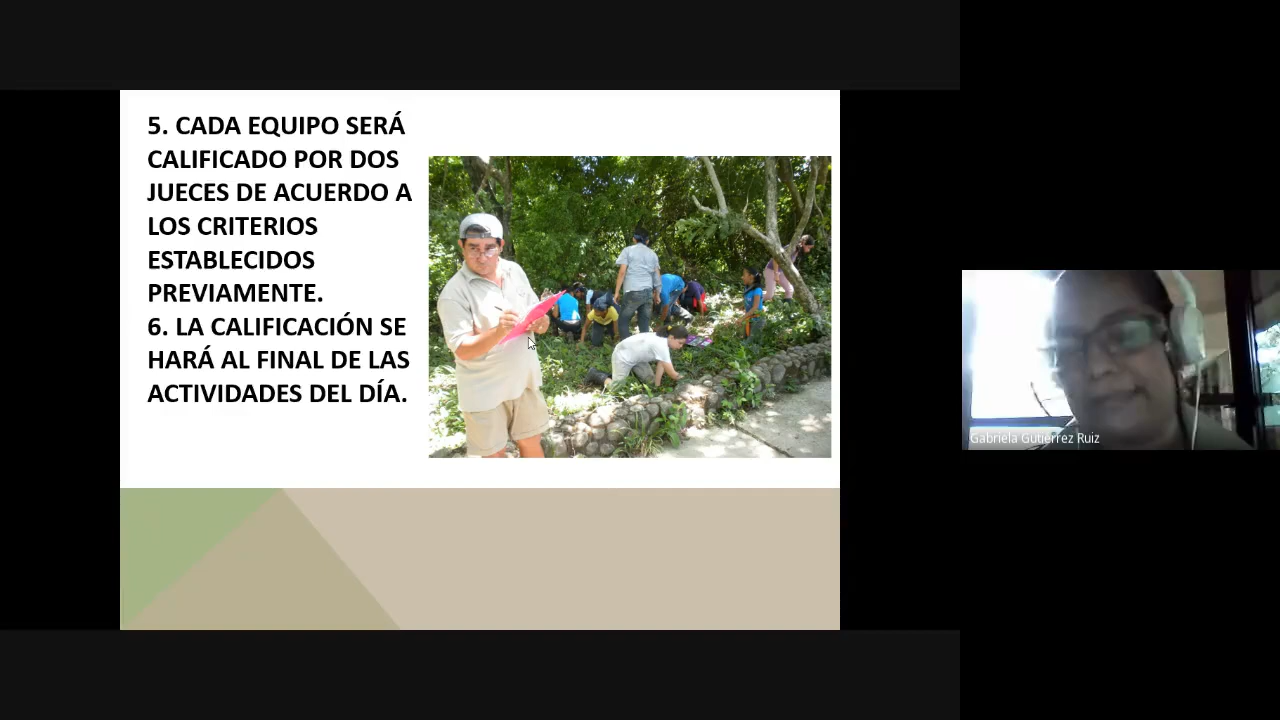 5. CADA EQUIPO SERÁ
CALIFICADO POR DOS
JUECES DE ACUERDO A
LOS CRITERIOS
ESTABLECIDOS
PREVIAMENTE.
6. LA CALIFICACIÓN SE
HARÁ AL FINAL DE LAS
ACTIVIDADES DEL DÍA.
Gabriela Gutiérrez Ruiz